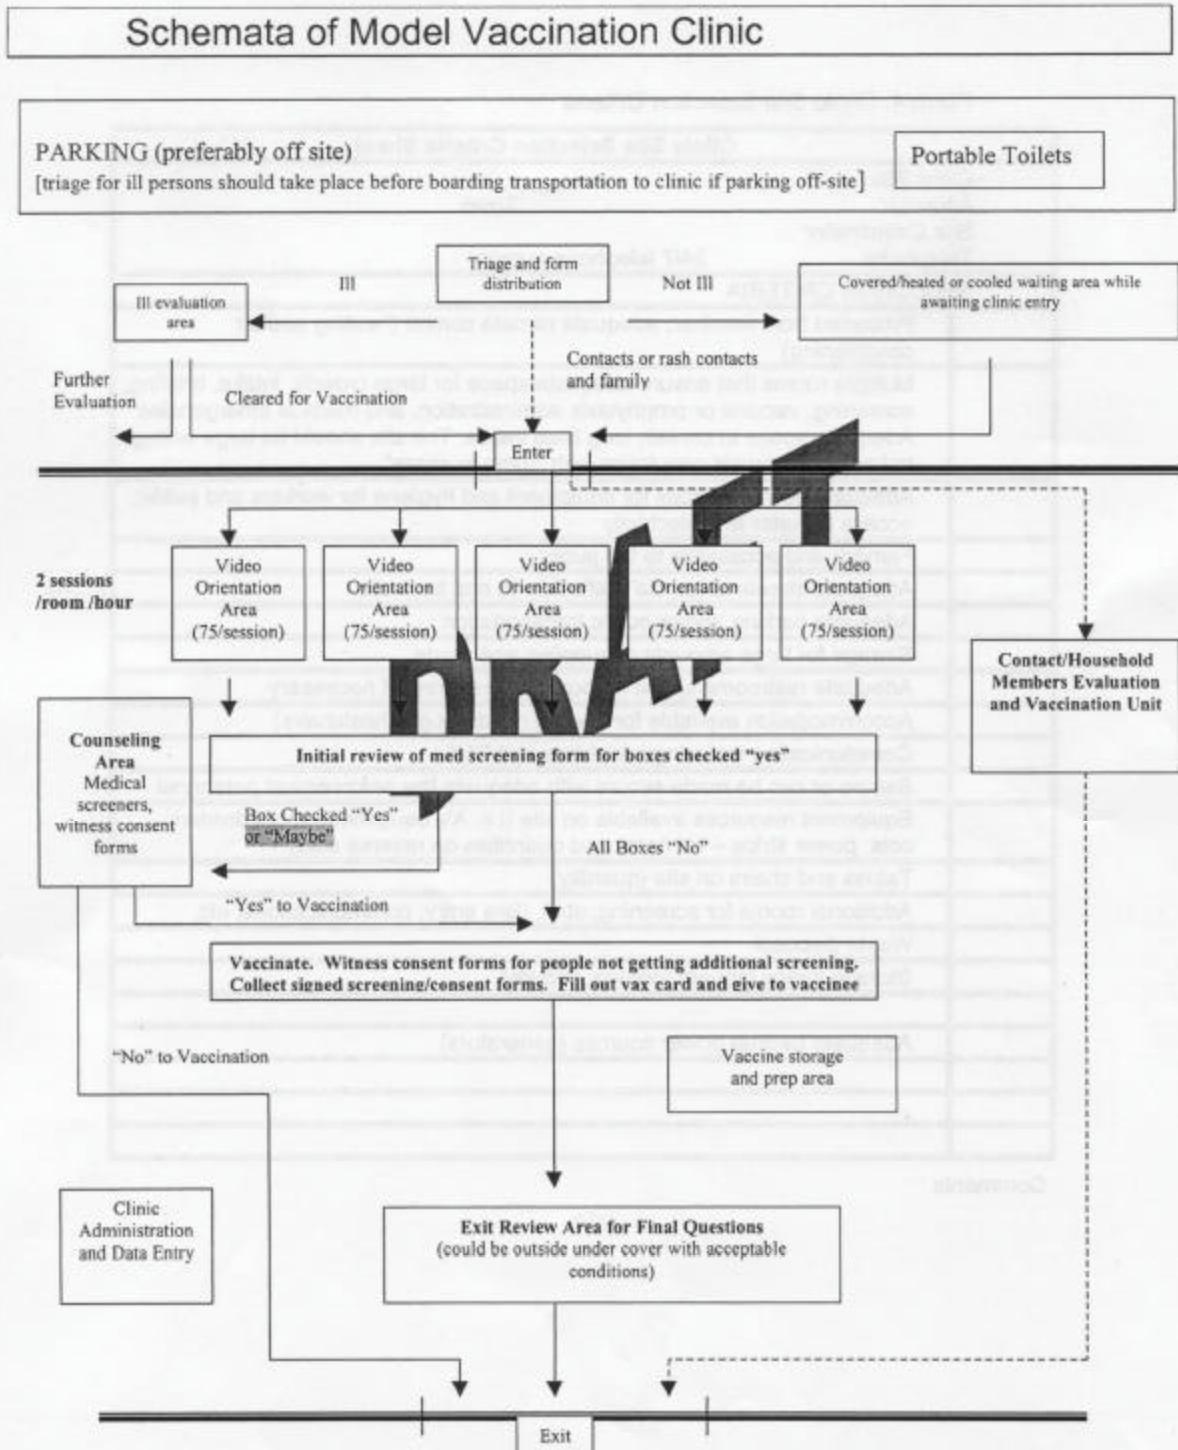 Schemata of Model Vaccination Clinic
PARKING (preferably off site)
[triage for ill persons should take place before boarding transportation to clinic if parking off-site]
Portable Toilets
Triage and form
distribution
Ill
Not Ill
Ill evaluation
area
Covered/heated or cooled waiting area while
awaiting clinic entry
Contacts or rash contacts
and family
Further
Evaluation
Cleared for Vaccination
Enter
DRAFT
2 sessions
/room /hour
Video
Orientation
Area
(75/session)
Video
Orientation
Area
(75/session)
Video
Orientation
Area
(75/session)
Video
Orientation
Area
(75/session)
Video
Orientation
Area
(75/session)
Contact/Household
Members Evaluation
and Vaccination Unit
Counseling
Area
Medical
screeners,
witness consent
forms
Initial review of med screening form for boxes checked “yes”
Box Checked “Yes”
or “Maybe”
All Boxes “No”
“Yes” to Vaccination
Vaccinate. Witness consent forms for people not getting additional screening.
Collect signed screening/consent forms. Fill out vax card and give to vaccinee
“No” to Vaccination
Vaccine storage
and prep area
Clinic
Administration
and Data Entry
Exit Review Area for Final Questions
(could be outside under cover with acceptable
conditions)
Exit